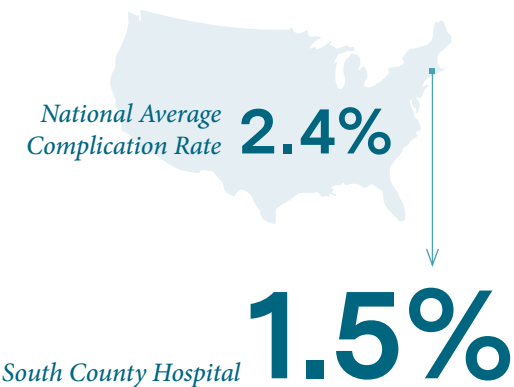 National Average
Complication Rate 2.4%
South County Hospital 1.5%